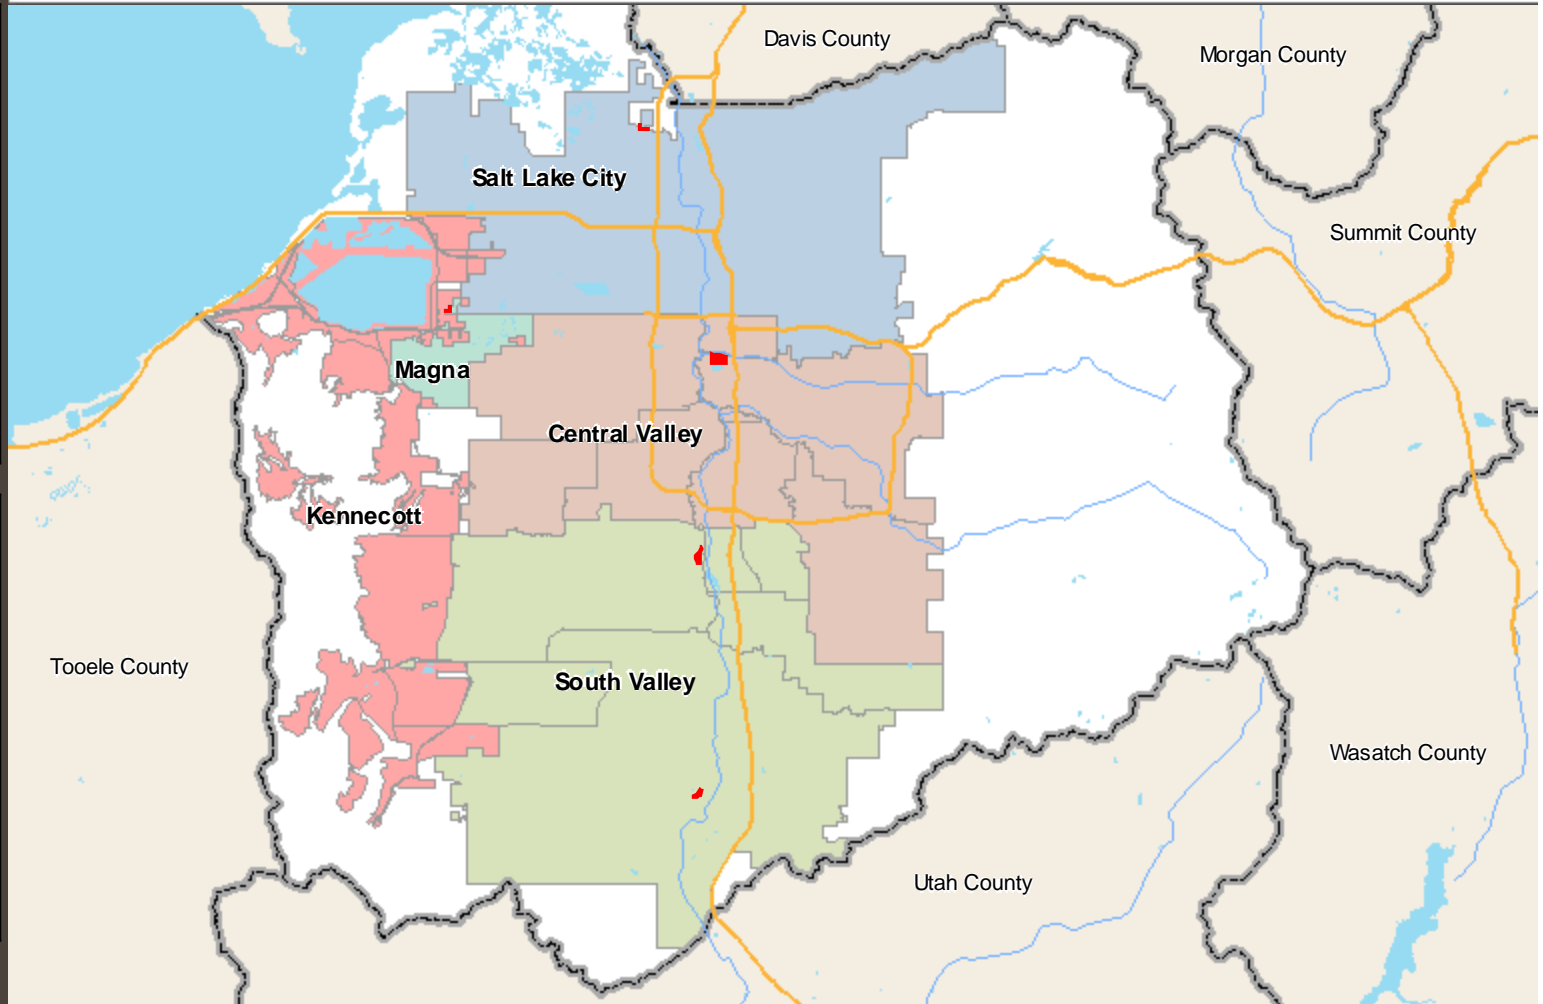 Davis County
Morgan County
Salt Lake City
Summit County
Magna
Central Valley
Kennecott
Tooele County
South Valley
Wasatch County
Utah County